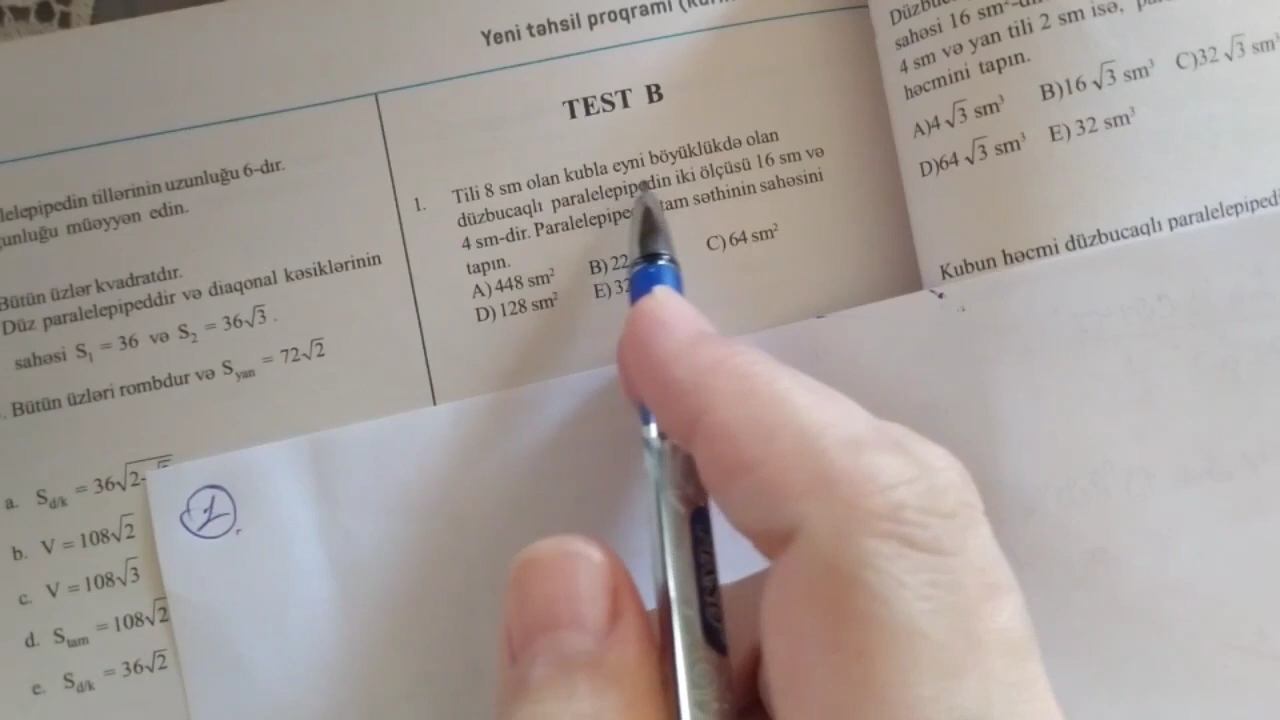 Yeni təhsil proqramı
TEST B
lelepipedin tillərinin uzunluğu 6-dır.
unluğu müəyyən edin.
Bütün üzlər kvadratdır.
Düz paralelepipeddir və diaqonal kəsiklərinin
sahəsi S₁ = 36 və S₂ = 36√3 .
. Bütün üzləri rombdur və Syan = 72√2
a. Sd/k = 36√2-
b. V = 108√2
c. V = 108√3
d. Stam = 108√2
e. Sd/k = 36√2
1. Tili 8 sm olan kubla eyni böyüklükdə olan
düzbucaqlı paralelepipedin iki ölçüsü 16 sm və
4 sm-dir. Paralelepipe tam səthinin sahəsini
tapın.
A) 448 sm² B) 22 C) 64 sm²
D) 128 sm² E) 32
sahəsi 16 sm²
4 sm və yan tili 2 sm isə,
həcmini tapın.
A)4√3 sm³ B)16√3 sm³ C)32√3 sm³
D)64√3 sm³ E) 32 sm³
Kubun həcmi düzbucaqlı paralelepiped
1